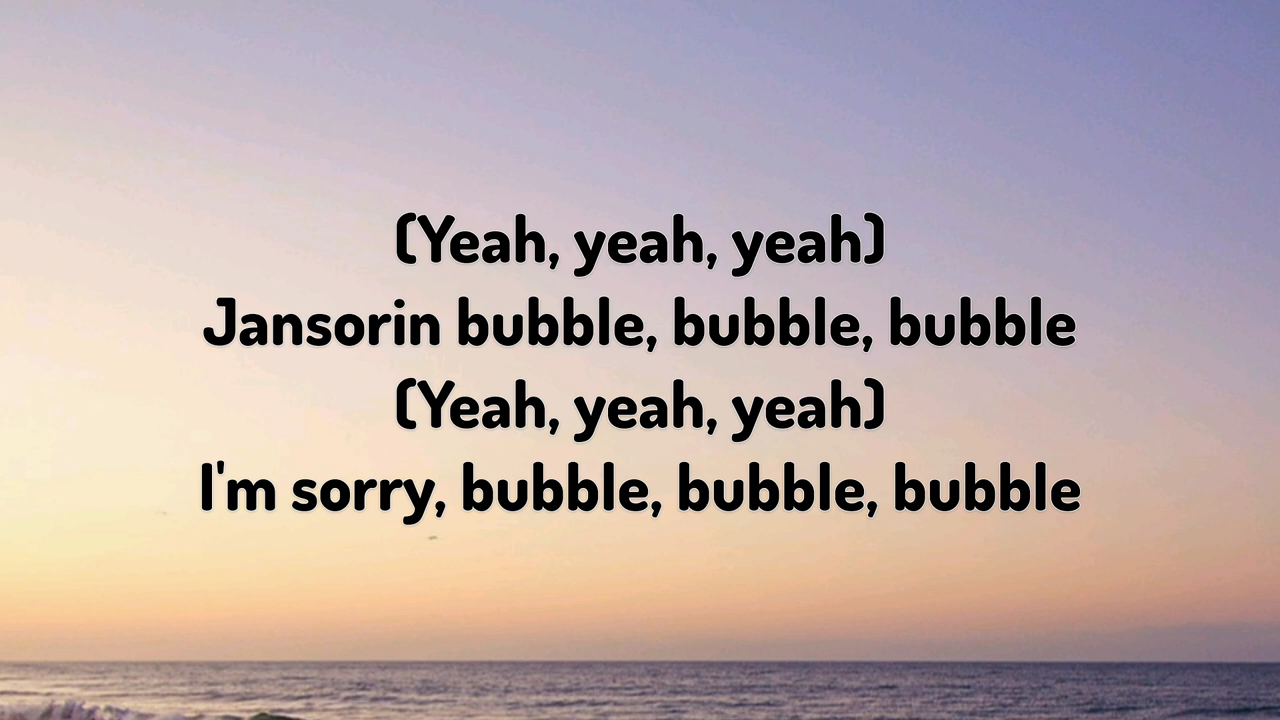 (Yeah, yeah, yeah)
Jansorin bubble, bubble, bubble
(Yeah, yeah, yeah)
I'm sorry, bubble, bubble, bubble